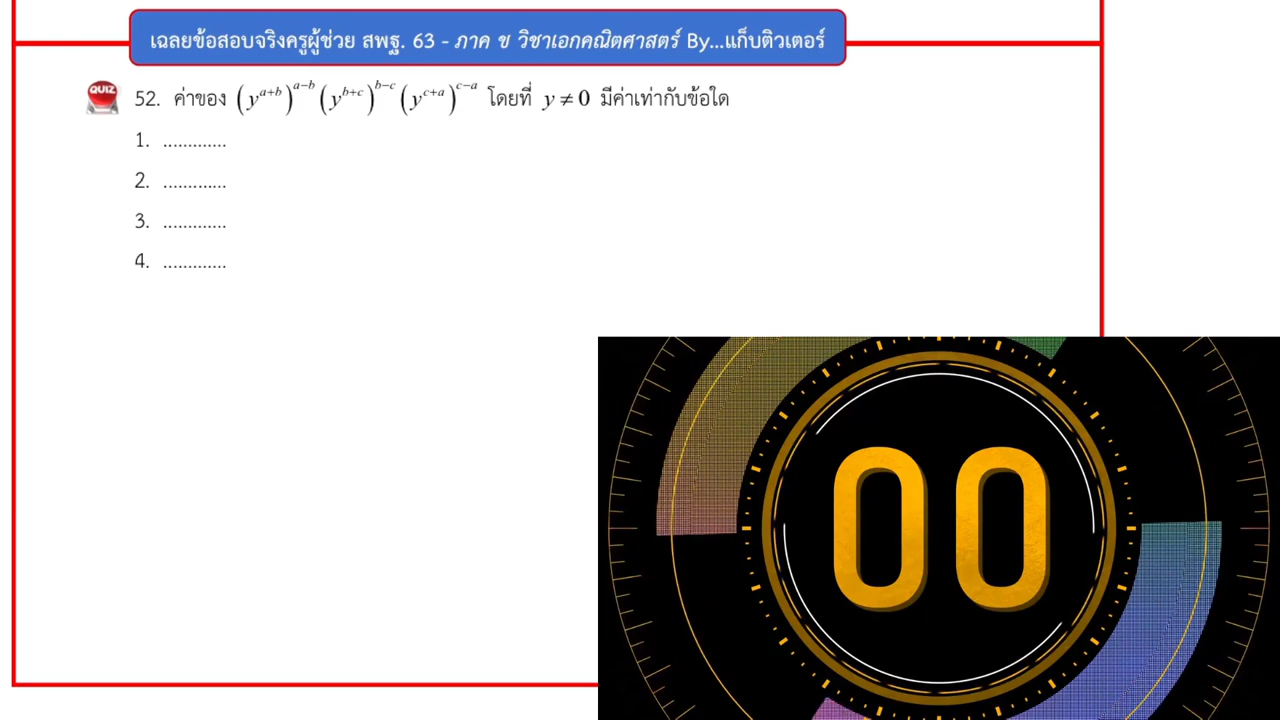 เฉลยข้อสอบจริงครูผู้ช่วย สพฐ. 63 - ภาค ข วิชาเอกคณิตศาสตร์ By...แก็บติวเตอร์
QUIZ
52. ค่าของ (y^{a+b})^{a−b} (y^{b+c})^{b−c} (y^{c+a})^{c−a} โดยที่ y ≠ 0 มีค่าเท่ากับข้อใด
1. .............
2. .............
3. .............
4. .............
00